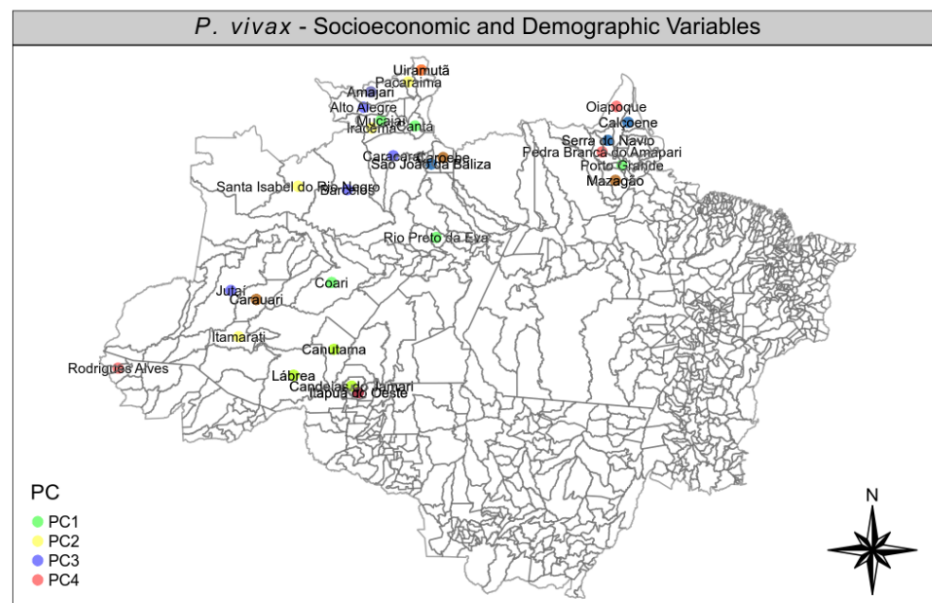 P. vivax - Socioeconomic and Demographic Variables
Uiramutã
Pacaraima
Amajari
Alto Alegre
Mucajaí
Iracema
Cantá
Oiapoque
Calçoene
Serra do Navio
Pedra Branca do Amapari
Porto Grande
Mazagão
Caracaraí
Caroebe
São João da Baliza
Santa Isabel do Rio Negro
Barcelos
Rio Preto da Eva
Coari
Jutaí
Carauari
Itamarati
Canutama
Rodrigues Alves
Lábrea
Candeias do Jamari
Itapuã do Oeste
PC
PC1
PC2
PC3
PC4
N